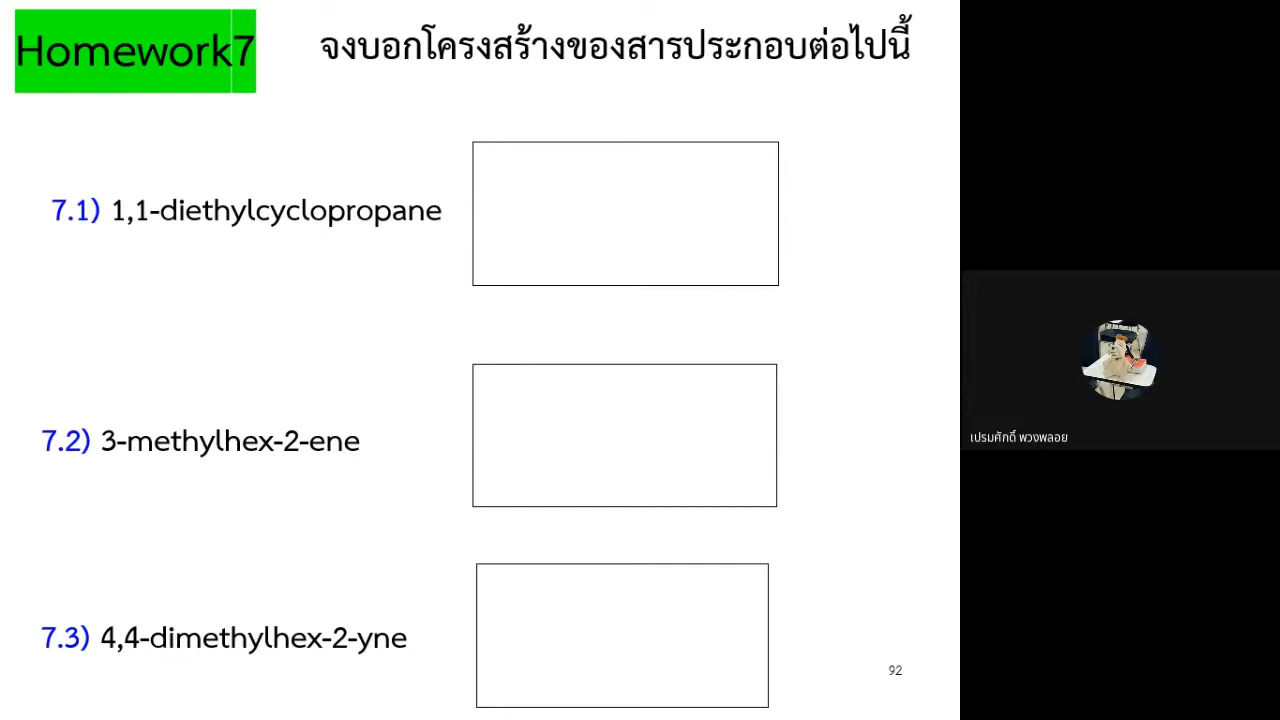 Homework7
จงบอกโครงสร้างของสารประกอบต่อไปนี้
7.1) 1,1-diethylcyclopropane
7.2) 3-methylhex-2-ene
7.3) 4,4-dimethylhex-2-yne
92
เปรมศักดิ์ พวงพลอย